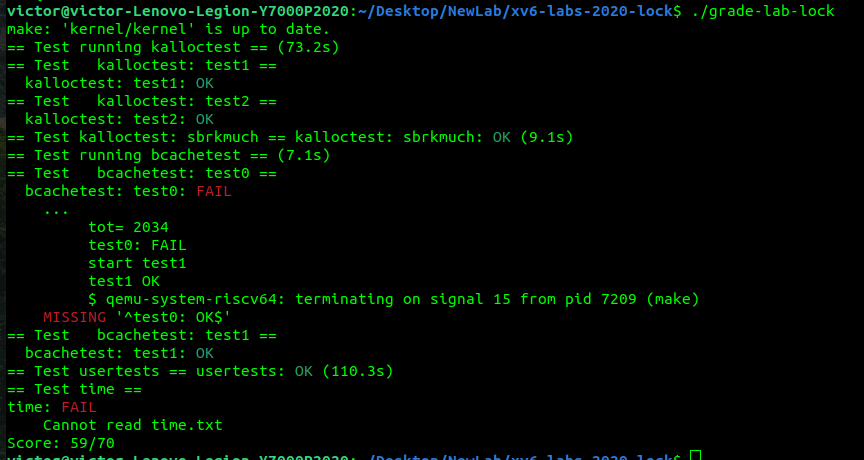 victor@victor-Lenovo-Legion-Y7000P2020:~/Desktop/NewLab/xv6-labs-2020-lock$ ./grade-lab-lock
make: 'kernel/kernel' is up to date.
== Test running kalloctest == (73.2s)
== Test   kalloctest: test1 ==
  kalloctest: test1: OK
== Test   kalloctest: test2 ==
  kalloctest: test2: OK
== Test kalloctest: sbrkmuch == kalloctest: sbrkmuch: OK (9.1s)
== Test running bcachetest == (7.1s)
== Test   bcachetest: test0 ==
  bcachetest: test0: FAIL
    ...
         tot= 2034
         test0: FAIL
         start test1
         test1 OK
         $ qemu-system-riscv64: terminating on signal 15 from pid 7209 (make)
    MISSING '^test0: OK$'
== Test   bcachetest: test1 ==
  bcachetest: test1: OK
== Test usertests == usertests: OK (110.3s)
== Test time ==
time: FAIL
    Cannot read time.txt
Score: 59/70
victor@victor-Lenovo-Legion-Y7000P2020:~/Desktop/NewLab/xv6-labs-2020-lock$